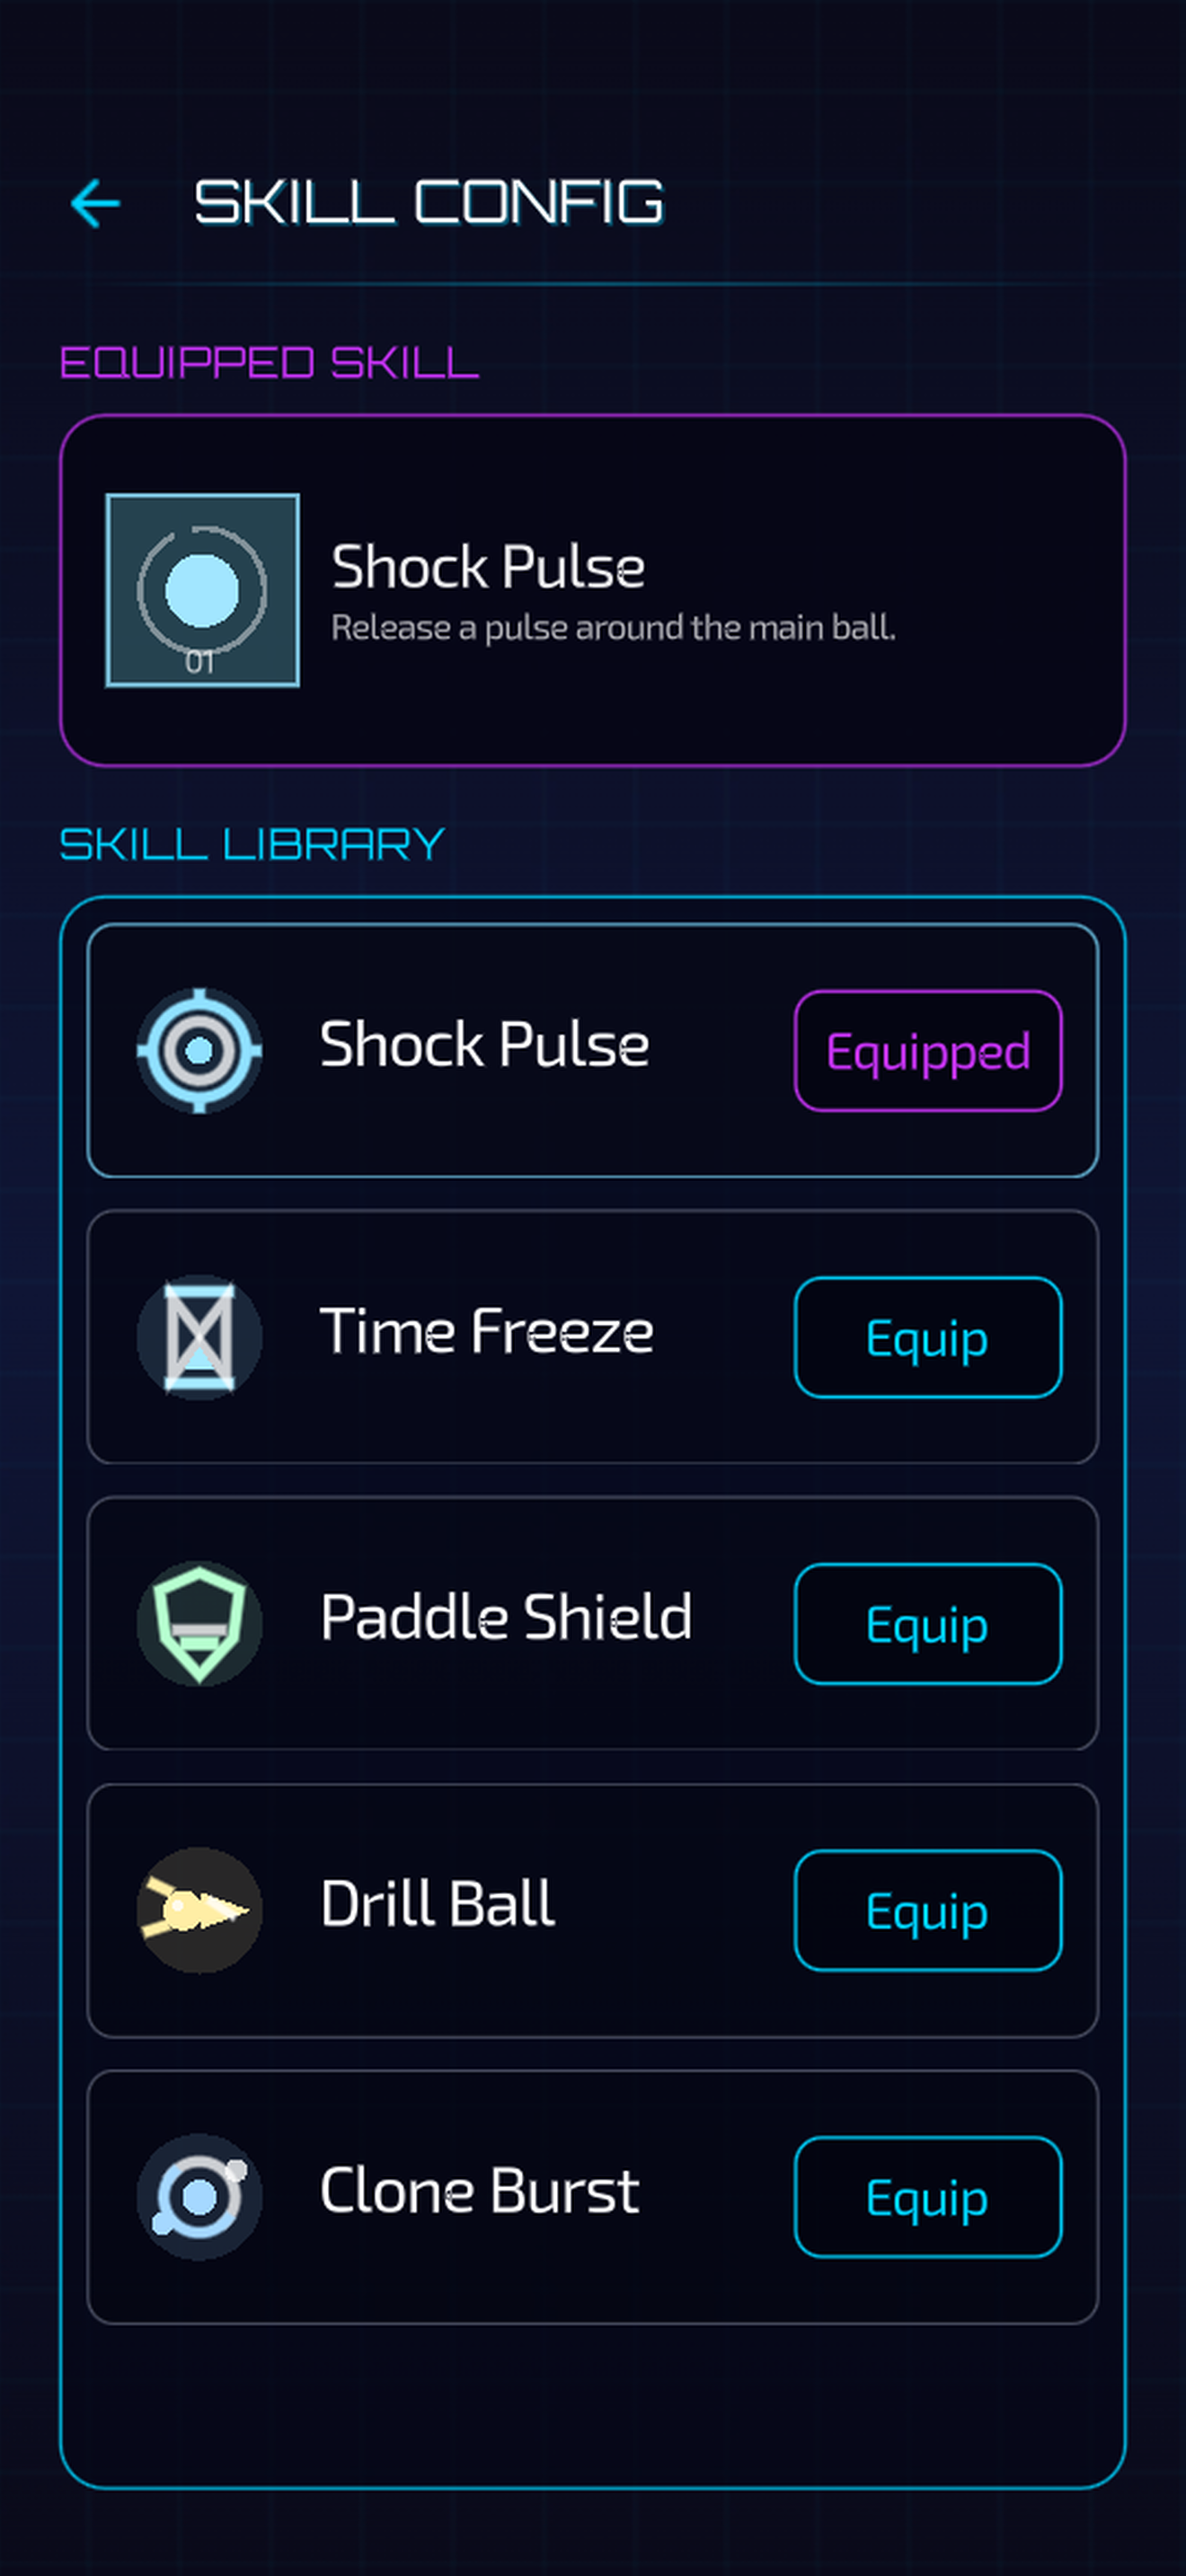 SKILL CONFIG
EQUIPPED SKILL
Shock Pulse
Release a pulse around the main ball.
01
SKILL LIBRARY
Shock Pulse
Equipped
Time Freeze
Equip
Paddle Shield
Equip
Drill Ball
Equip
Clone Burst
Equip